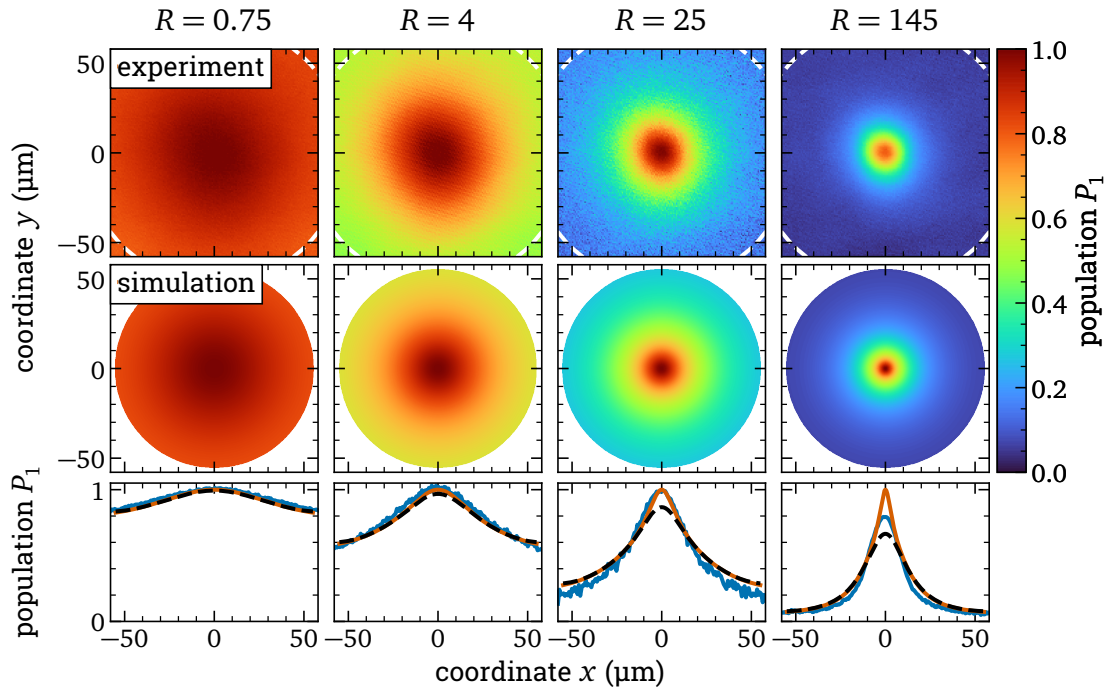 R = 0.75 R = 4 R = 25 R = 145
experiment
50
0
−50
coordinate y (μm)
simulation
50
0
−50
1.0
0.8
0.6
0.4
0.2
0.0
population P₁
population P₁
1
0
−50 0 50 −50 0 50 −50 0 50 −50 0 50
coordinate x (μm)